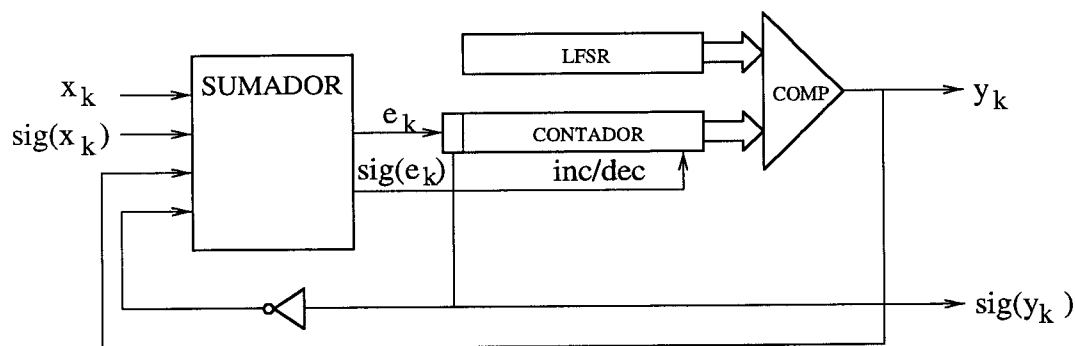 LFSR
SUMADOR
COMP
x_k
y_k
sig(x_k)
e_k
CONTADOR
sig(e_k)
inc/dec
sig(y_k)